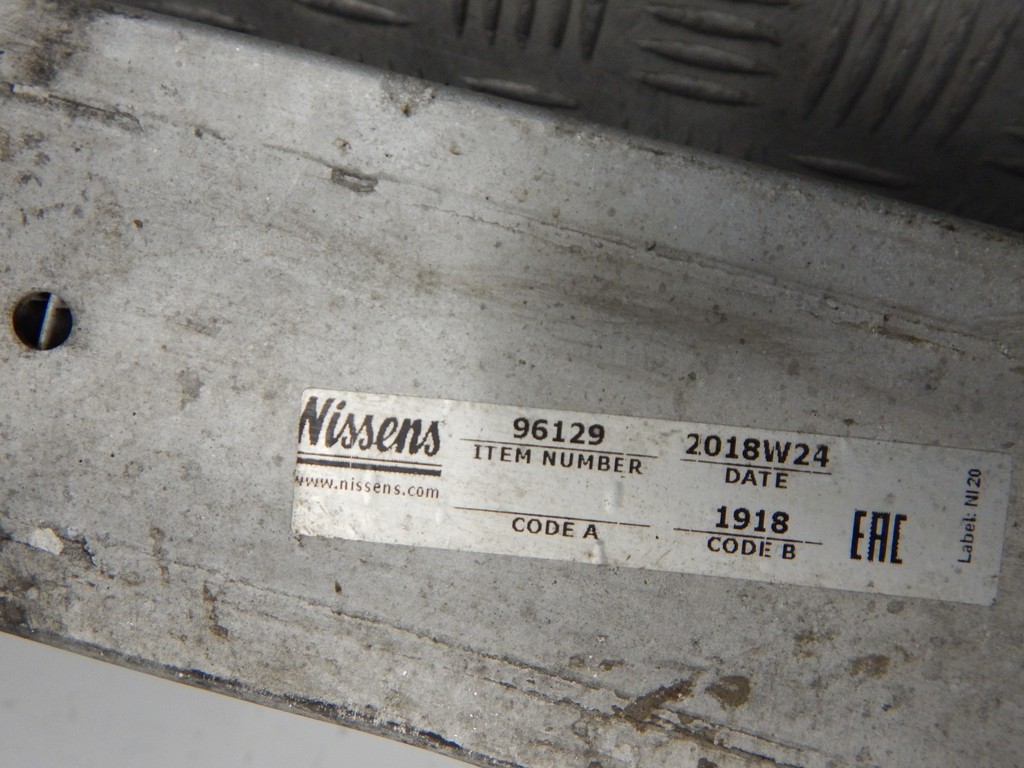 Nissens
www.nissens.com
96129
ITEM NUMBER
2018W24
DATE
CODE A
1918
CODE B
EAC
Label: NI 20